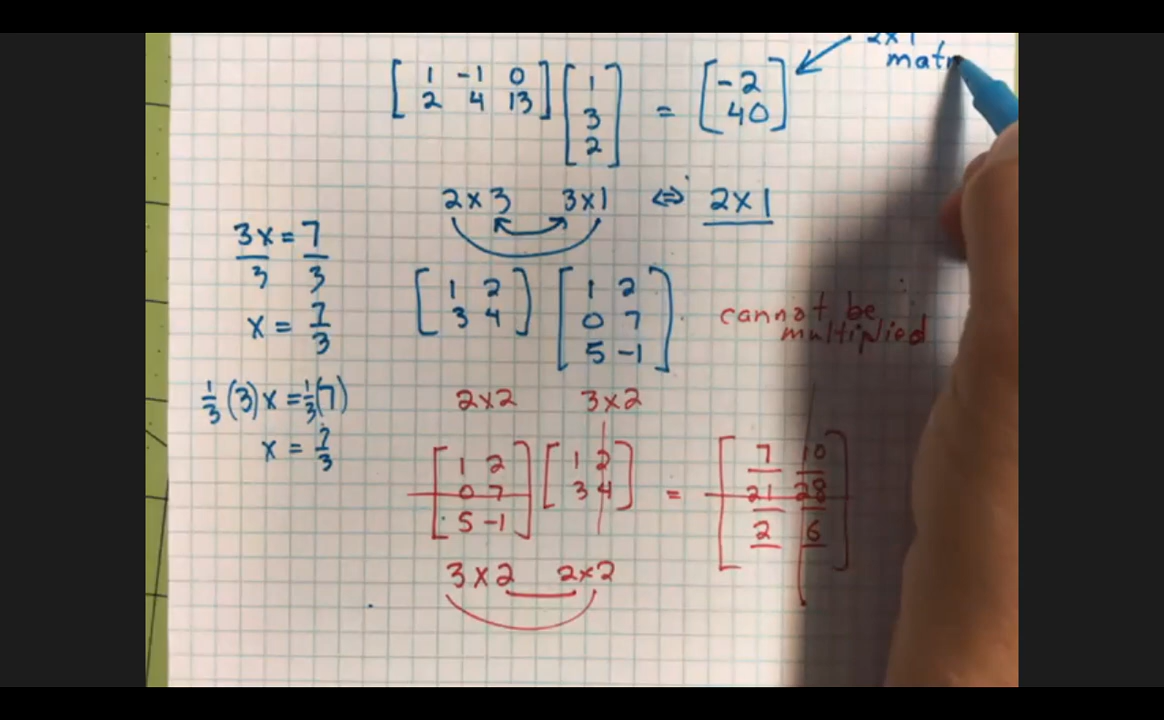 2x1
[1 -1 0] [1] = [-2] mat
[2 4 13] [3] [40]
[2]
2x3 3x1 ⇔ 2x1
3x = 7
3 3
x = 7/3
1/3 (3) x = 1/3 (7)
x = 7/3
[1 2] [1 2] cannot be
[3 4] [0 7] multiplied
[5 -1]
2x2 3x2
[1 2] [1 2] = [7 10]
[0 7] [3 4] [21 28]
[5 -1] [2 6]
3x2 2x2